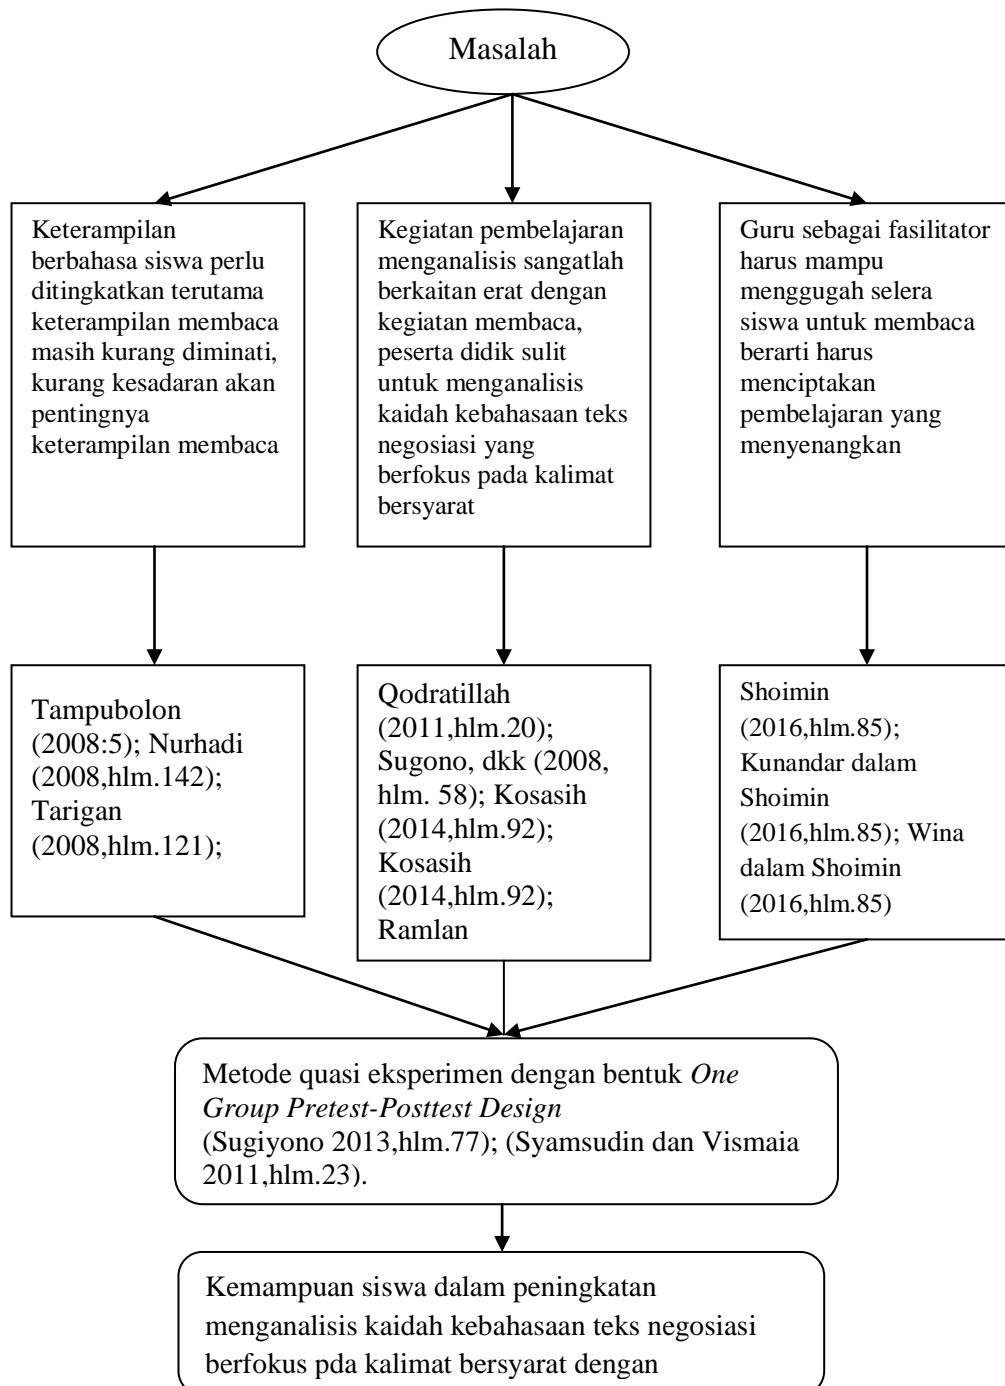 Masalah
Keterampilan
berbahasa siswa perlu
ditingkatkan terutama
keterampilan membaca
masih kurang diminati,
kurang kesadaran akan
pentingnya
keterampilan membaca
Kegiatan pembelajaran
menganalisis sangatlah
berkaitan erat dengan
kegiatan membaca,
peserta didik sulit
untuk menganalisis
kaidah kebahasaan teks
negosiasi yang
berfokus pada kalimat
bersyarat
Guru sebagai fasilitator
harus mampu
menggugah selera
siswa untuk membaca
berarti harus
menciptakan
pembelajaran yang
menyenangkan
Tampubolon
(2008:5); Nurhadi
(2008,hlm.142);
Tarigan
(2008,hlm.121);
Qodratillah
(2011,hlm.20);
Sugono, dkk (2008,
hlm. 58); Kosasih
(2014,hlm.92);
Kosasih
(2014,hlm.92);
Ramlan
Shoimin
(2016,hlm.85);
Kunandar dalam
Shoimin
(2016,hlm.85); Wina
dalam Shoimin
(2016,hlm.85)
Metode quasi eksperimen dengan bentuk One
Group Pretest-Posttest Design
(Sugiyono 2013,hlm.77); (Syamsudin dan Vismaia
2011,hlm.23).
Kemampuan siswa dalam peningkatan
menganalisis kaidah kebahasaan teks negosiasi
berfokus pda kalimat bersyarat dengan